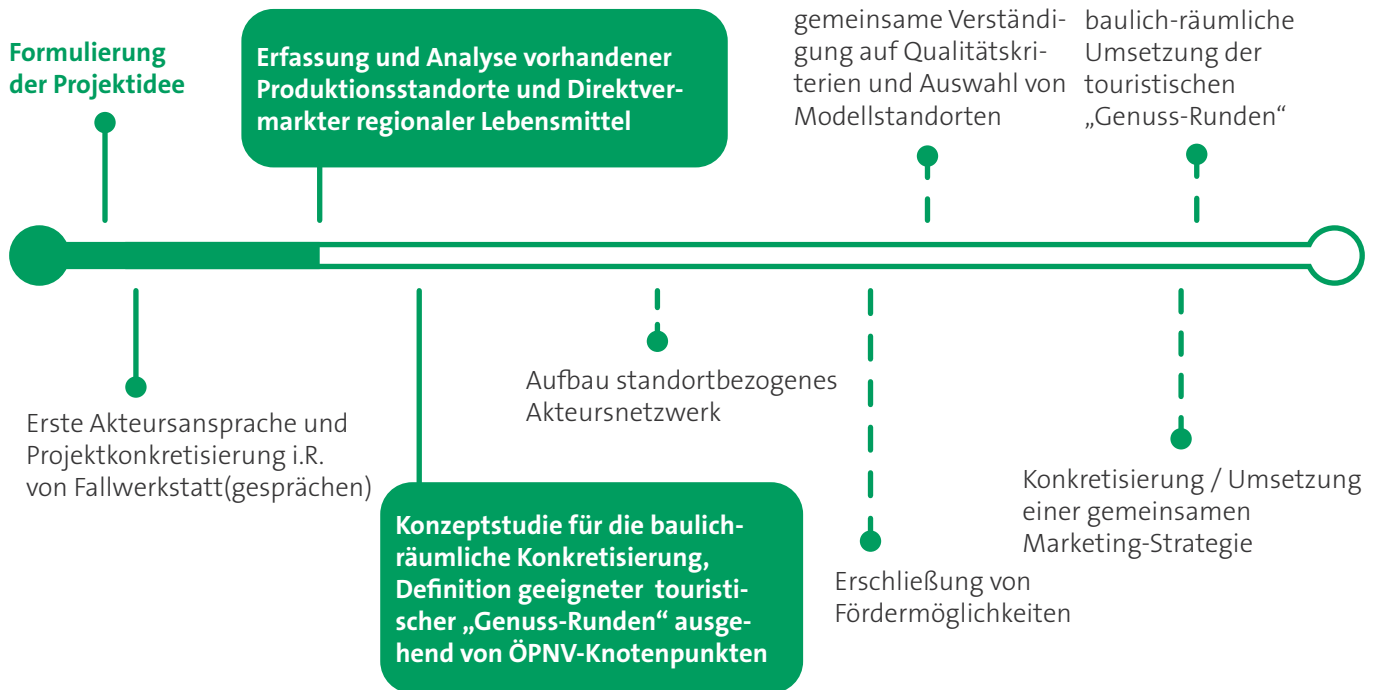 Formulierung
der Projektidee
Erfassung und Analyse vorhandener
Produktionsstandorte und Direktver-
markter regionaler Lebensmittel
gemeinsame Verständi-
gung auf Qualitätskri-
terien und Auswahl von
Modellstandorten
baulich-räumliche
Umsetzung der
touristischen
„Genuss-Runden“
Erste Akteursansprache und
Projektkonkretisierung i.R.
von Fallwerkstatt(gesprächen)
Konzeptstudie für die baulich-
räumliche Konkretisierung,
Definition geeigneter touristi-
scher „Genuss-Runden“ ausge-
hend von ÖPNV-Knotenpunkten
Aufbau standortbezogenes
Akteursnetzwerk
Erschließung von
Fördermöglichkeiten
Konkretisierung / Umsetzung
einer gemeinsamen
Marketing-Strategie